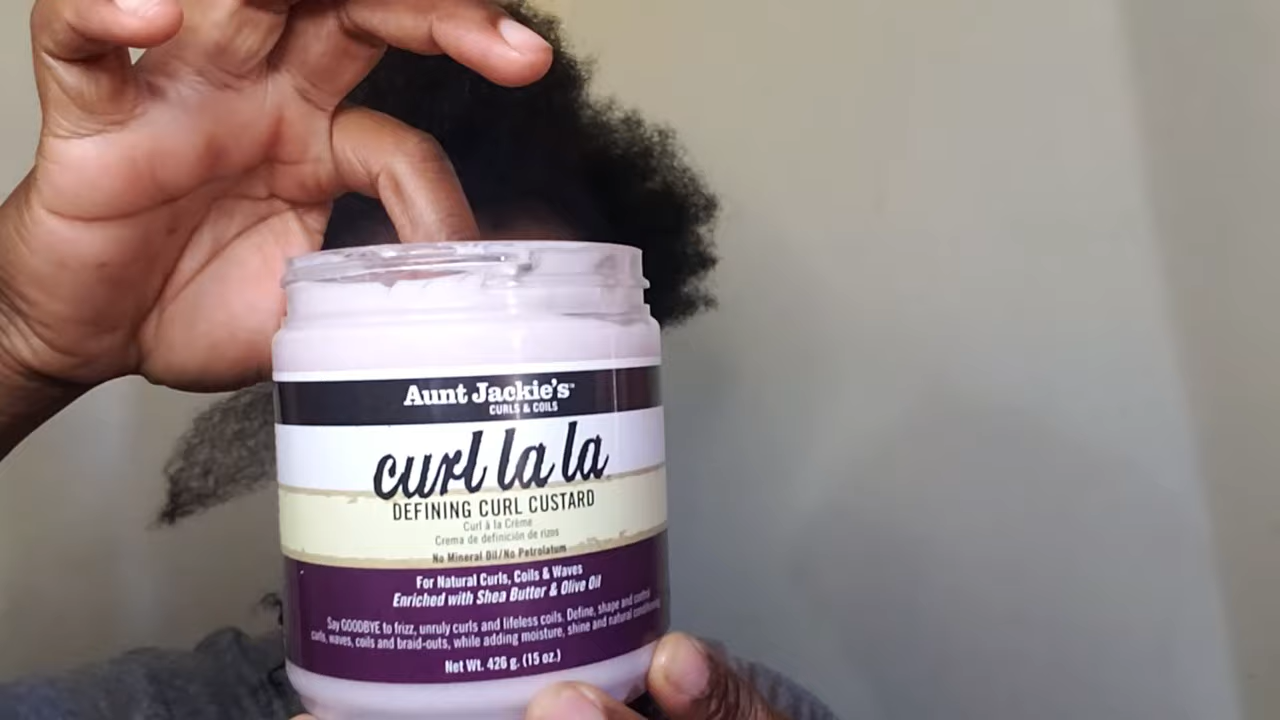 Aunt Jackie's™
CURLS & COILS
curl la la
DEFINING CURL CUSTARD
Curl à la Crème
Crema de definición de rizos
No Mineral Oil/No Petrolatum
For Natural Curls, Coils & Waves
Enriched with Shea Butter & Olive Oil
Say GOODBYE to frizz, unruly curls and lifeless coils. Define, shape and control
curls, waves, coils and braid-outs, while adding moisture, shine and natural conditioning
Net Wt. 426 g. (15 oz.)